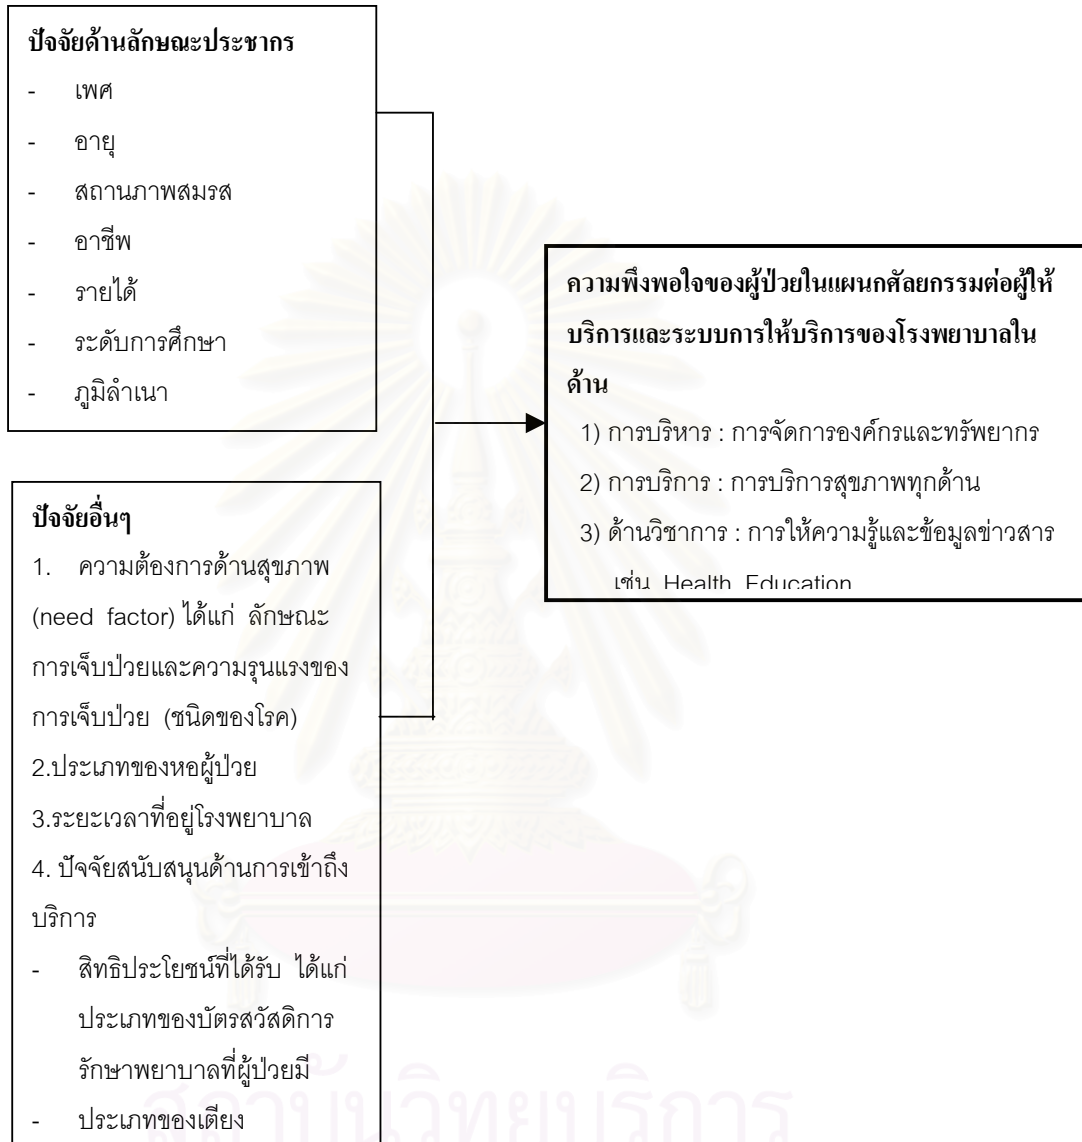 ปัจจัยด้านลักษณะประชากร
- เพศ
- อายุ
- สถานภาพสมรส
- อาชีพ
- รายได้
- ระดับการศึกษา
- ภูมิลำเนา
ความพึงพอใจของผู้ป่วยในแผนกศัลยกรรมต่อผู้ให้
บริการและระบบการให้บริการของโรงพยาบาลใน
ด้าน
1) การบริหาร : การจัดการองค์กรและทรัพยากร
2) การบริการ : การบริการสุขภาพทุกด้าน
3) ด้านวิชาการ : การให้ความรู้และข้อมูลข่าวสาร
เช่น Health Education
ปัจจัยอื่นๆ
1. ความต้องการด้านสุขภาพ
(need factor) ได้แก่ ลักษณะ
การเจ็บป่วยและความรุนแรงของ
การเจ็บป่วย (ชนิดของโรค)
2.ประเภทของหอผู้ป่วย
3.ระยะเวลาที่อยู่โรงพยาบาล
4. ปัจจัยสนับสนุนด้านการเข้าถึง
บริการ
- สิทธิประโยชน์ที่ได้รับ ได้แก่
ประเภทของบัตรสวัสดิการ
รักษาพยาบาลที่ผู้ป่วยมี
- ประเภทของเตียง
สถาบันวิทยบริการ